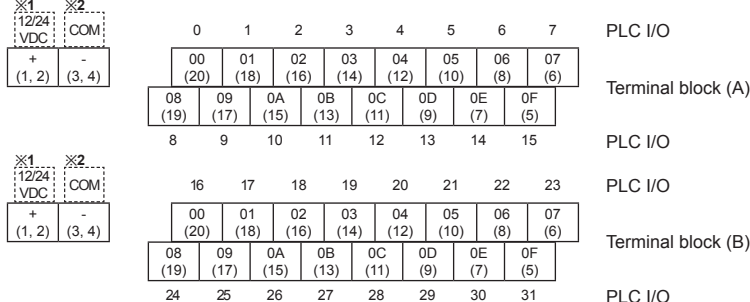 ※1 ※2
12/24 VDC COM 0 1 2 3 4 5 6 7 PLC I/O
+ - 00 01 02 03 04 05 06 07
(1, 2) (3, 4) (20) (18) (16) (14) (12) (10) (8) (6)
Terminal block (A)
08 09 0A 0B 0C 0D 0E 0F
(19) (17) (15) (13) (11) (9) (7) (5)
8 9 10 11 12 13 14 15 PLC I/O
※1 ※2
12/24 VDC COM 16 17 18 19 20 21 22 23 PLC I/O
+ - 00 01 02 03 04 05 06 07
(1, 2) (3, 4) (20) (18) (16) (14) (12) (10) (8) (6)
Terminal block (B)
08 09 0A 0B 0C 0D 0E 0F
(19) (17) (15) (13) (11) (9) (7) (5)
24 25 26 27 28 29 30 31 PLC I/O